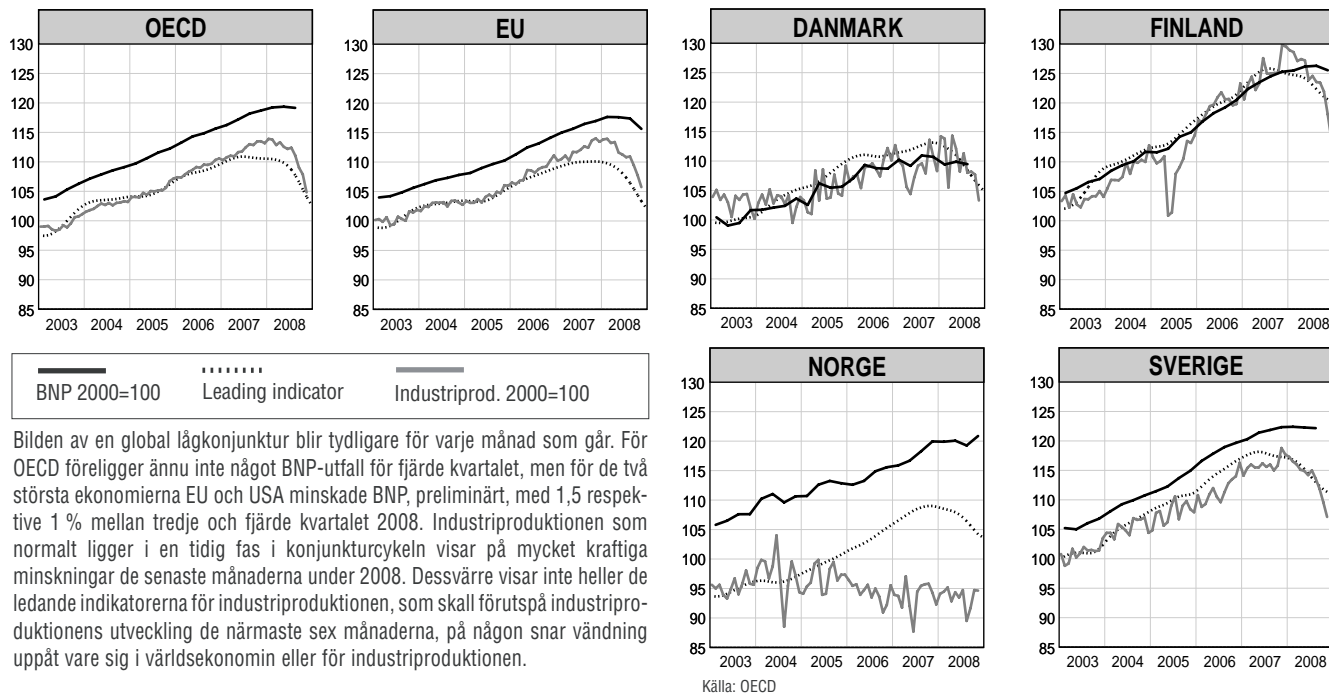 OECD
130
125
120
115
110
105
100
95
90
85
2003 2004 2005 2006 2007 2008
EU
130
125
120
115
110
105
100
95
90
85
2003 2004 2005 2006 2007 2008
DANMARK
130
125
120
115
110
105
100
95
90
85
2003 2004 2005 2006 2007 2008
FINLAND
130
125
120
115
110
105
100
95
90
85
2003 2004 2005 2006 2007 2008
BNP 2000=100 Leading indicator Industriprod. 2000=100
Bilden av en global lågkonjunktur blir tydligare för varje månad som går. För
OECD föreligger ännu inte något BNP-utfall för fjärde kvartalet, men för de två
största ekonomierna EU och USA minskade BNP, preliminärt, med 1,5 respek-
tive 1 % mellan tredje och fjärde kvartalet 2008. Industriproduktionen som
normalt ligger i en tidig fas i konjunkturcykeln visar på mycket kraftiga
minskningar de senaste månaderna under 2008. Dessvärre visar inte heller de
ledande indikatorerna för industriproduktionen, som skall förutspå industripro-
duktionens utveckling de närmaste sex månaderna, på någon snar vändning
uppåt vare sig i världsekonomin eller för industriproduktionen.
NORGE
130
125
120
115
110
105
100
95
90
85
2003 2004 2005 2006 2007 2008
Källa: OECD
SVERIGE
130
125
120
115
110
105
100
95
90
85
2003 2004 2005 2006 2007 2008